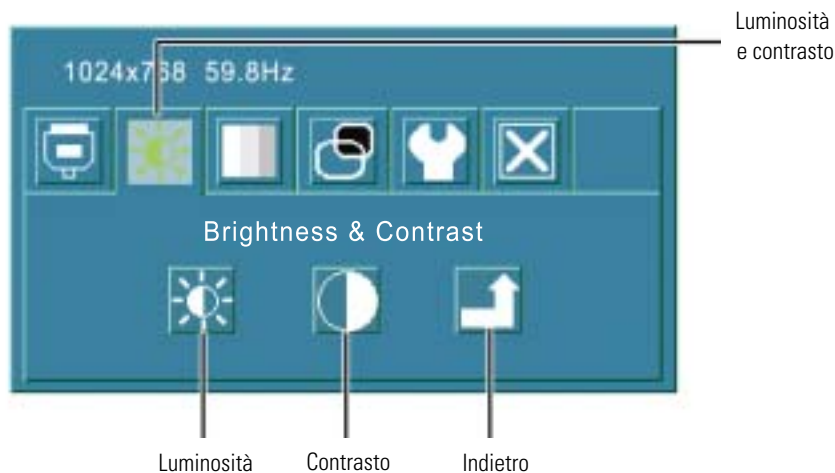 Luminosità
e contrasto
1024x768 59.8Hz
Brightness & Contrast
Luminosità
Contrasto
Indietro